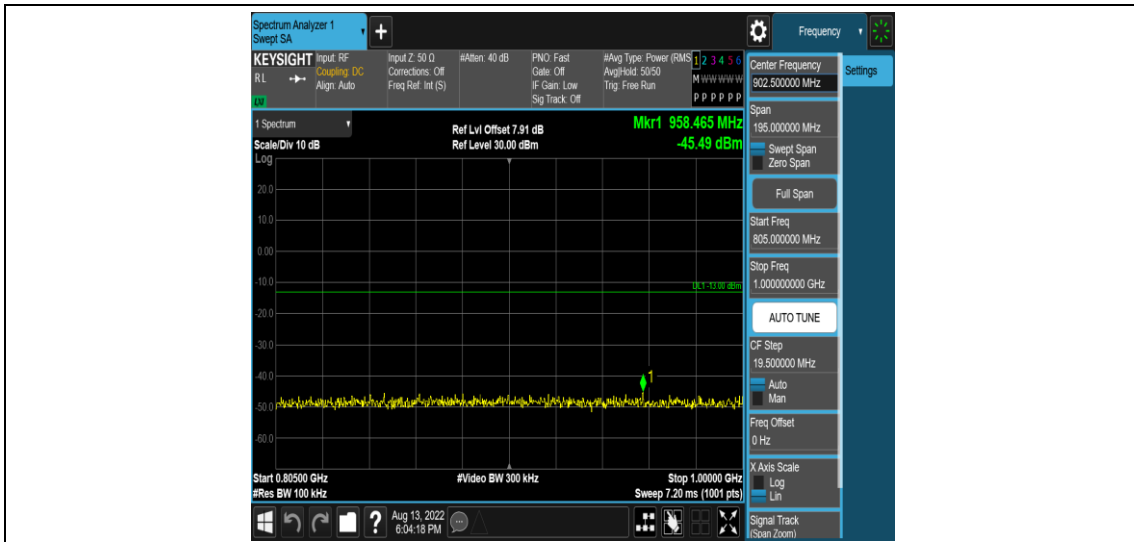 Spectrum Analyzer 1
Swept SA
+
Frequency
KEYSIGHT
RL
LXI
Input: RF
Coupling: DC
Align: Auto
Input Z: 50 Ω
Corrections: Off
Freq Ref: Int (S)
#Atten: 40 dB
PNO: Fast
Gate: Off
IF Gain: Low
Sig Track: Off
#Avg Type: Power (RMS
Avg|Hold: 50/50
Trig: Free Run
1 2 3 4 5 6
M W W W W W
P P P P P P
1 Spectrum
Scale/Div 10 dB
Log
Ref Lvl Offset 7.91 dB
Ref Level 30.00 dBm
Mkr1 958.465 MHz
-45.49 dBm
20.0
10.0
0.00
-10.0
DL1 -13.00 dBm
-20.0
-30.0
-40.0
1
-50.0
-60.0
Start 0.80500 GHz
#Res BW 100 kHz
#Video BW 300 kHz
Stop 1.00000 GHz
Sweep 7.20 ms (1001 pts)
?
Aug 13, 2022
6:04:18 PM
Center Frequency
902.500000 MHz
Settings
Span
195.000000 MHz
Swept Span
Zero Span
Full Span
Start Freq
805.000000 MHz
Stop Freq
1.000000000 GHz
AUTO TUNE
CF Step
19.500000 MHz
Auto
Man
Freq Offset
0 Hz
X Axis Scale
Log
Lin
Signal Track
(Span Zoom)